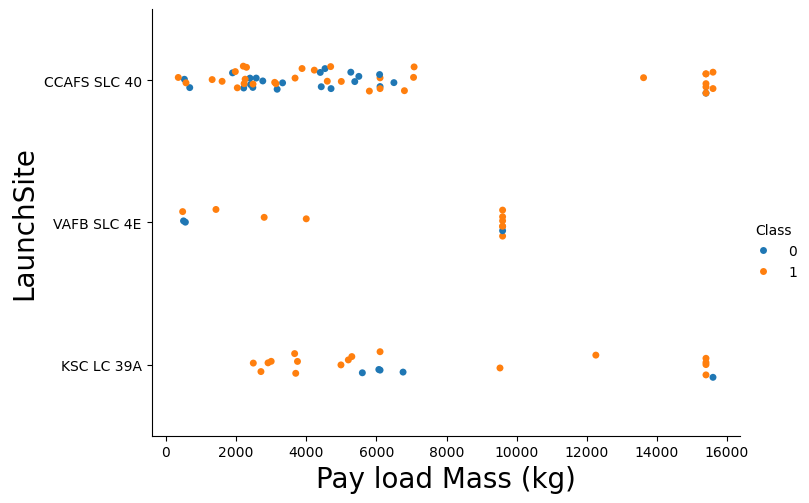 CCAFS SLC 40
VAFB SLC 4E
KSC LC 39A
LaunchSite
0 2000 4000 6000 8000 10000 12000 14000 16000
Pay load Mass (kg)
Class
0
1